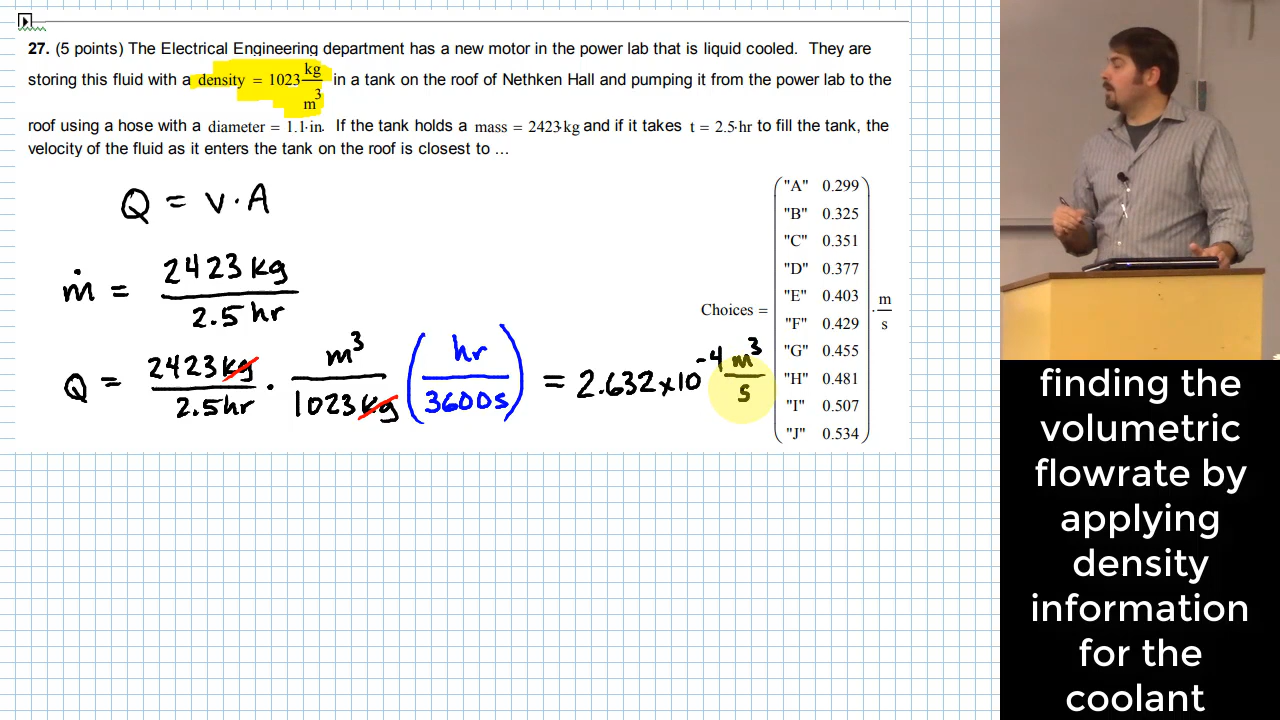 27. (5 points) The Electrical Engineering department has a new motor in the power lab that is liquid cooled. They are
storing this fluid with a density = 1023 kg/m³ in a tank on the roof of Nethken Hall and pumping it from the power lab to the
roof using a hose with a diameter = 1.1·in. If the tank holds a mass = 2423·kg and if it takes t = 2.5·hr to fill the tank, the
velocity of the fluid as it enters the tank on the roof is closest to ...
Q = v · A
ṁ = 2423 kg / 2.5 hr
Q = 2423 kg / 2.5 hr · m³ / 1023 kg (hr / 3600 s) = 2.632 x 10⁻⁴ m³/s
Choices =
"A" 0.299
"B" 0.325
"C" 0.351
"D" 0.377
"E" 0.403
"F" 0.429
"G" 0.455
"H" 0.481
"I" 0.507
"J" 0.534
· m/s
finding the
volumetric
flowrate by
applying
density
information
for the
coolant